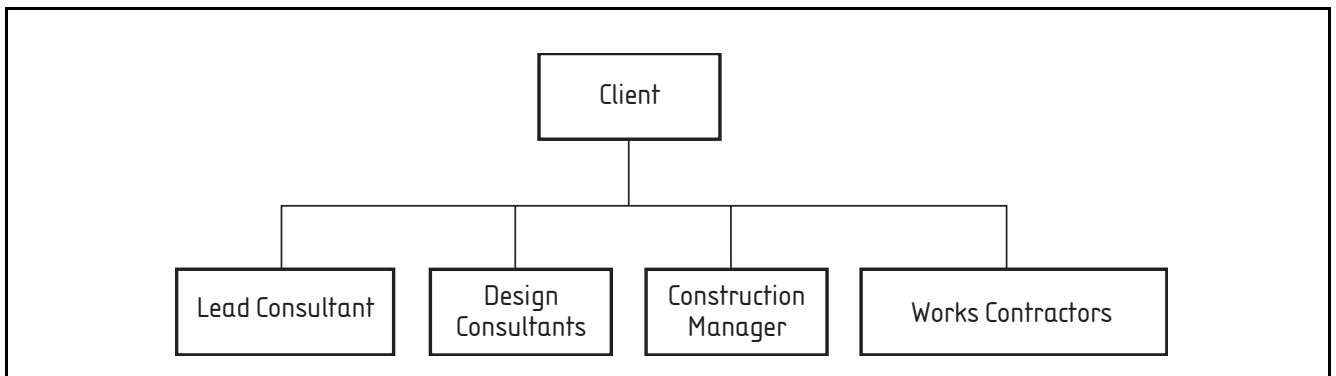 Client
Lead Consultant
Design
Consultants
Construction
Manager
Works Contractors